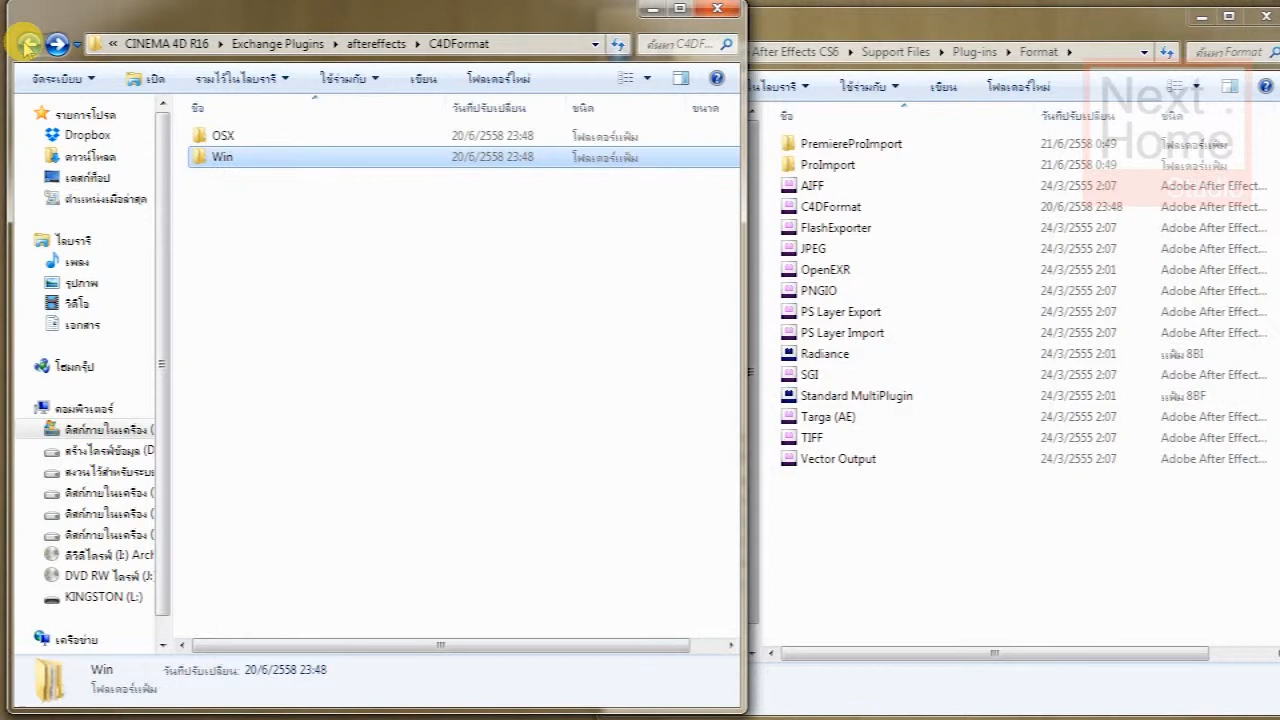 « CINEMA 4D R16 Exchange Plugins aftereffects C4DFormat
ค้นหา C4DF...
จัดระเบียบ เปิด รวมไว้ในไลบรารี ใช้ร่วมกับ เขียน โฟลเดอร์ใหม่
ชื่อ วันที่ปรับเปลี่ยน ชนิด ขนาด
OSX 20/6/2558 23:48 โฟลเดอร์แฟ้ม
Win 20/6/2558 23:48 โฟลเดอร์แฟ้ม
รายการโปรด
Dropbox
ดาวน์โหลด
เดสก์ท็อป
ตำแหน่งเมื่อล่าสุด
ไลบรารี
เพลง
รูปภาพ
วิดีโอ
เอกสาร
โฮมกรุ๊ป
คอมพิวเตอร์
ดิสก์ภายในเครื่อง (
สร้างไดรฟ์ข้อมูล (D
สงวนไว้สำหรับระบบ
ดิสก์ภายในเครื่อง (
ดิสก์ภายในเครื่อง (
ดิสก์ภายในเครื่อง (
ดีวีดีไดรฟ์ (I:) Arch
DVD RW ไดรฟ์ (J:
KINGSTON (L:)
เครือข่าย
Win วันที่ปรับเปลี่ยน: 20/6/2558 23:48
โฟลเดอร์แฟ้ม
After Effects CS6 Support Files Plug-ins Format
ค้นหา Format
นไลบรารี ใช้ร่วมกับ เขียน โฟลเดอร์ใหม่
Next
Home
ชื่อ วันที่ปรับเปลี่ยน ชนิด
PremiereProImport 21/6/2558 0:49 โฟลเดอร์แฟ้ม
ProImport 21/6/2558 0:49 โฟลเดอร์แฟ้ม
AIFF 24/3/2555 2:07 Adobe After Effect...
C4DFormat 20/6/2558 23:48 Adobe After Effect...
FlashExporter 24/3/2555 2:07 Adobe After Effect...
JPEG 24/3/2555 2:07 Adobe After Effect...
OpenEXR 24/3/2555 2:01 Adobe After Effect...
PNGIO 24/3/2555 2:07 Adobe After Effect...
PS Layer Export 24/3/2555 2:07 Adobe After Effect...
PS Layer Import 24/3/2555 2:07 Adobe After Effect...
Radiance 24/3/2555 2:01 แฟ้ม 8BI
SGI 24/3/2555 2:07 Adobe After Effect...
Standard MultiPlugin 24/3/2555 2:01 แฟ้ม 8BF
Targa (AE) 24/3/2555 2:07 Adobe After Effect...
TIFF 24/3/2555 2:07 Adobe After Effect...
Vector Output 24/3/2555 2:07 Adobe After Effect...